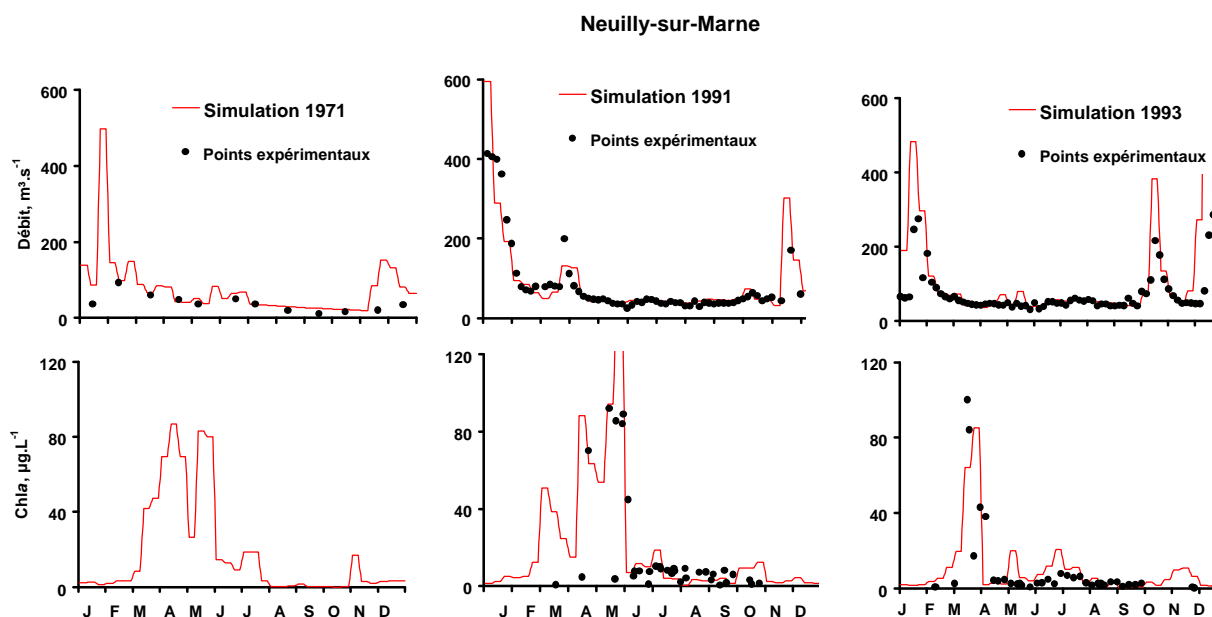 Neuilly-sur-Marne
Débit, m³.s⁻¹
600
400
200
0
Simulation 1971
Points expérimentaux
600
400
200
0
Simulation 1991
Points expérimentaux
600
400
200
0
Simulation 1993
Points expérimentaux
Chla, µg.L⁻¹
120
80
40
0
J F M A M J J A S O N D
120
80
40
0
J F M A M J J A S O N D
120
80
40
0
J F M A M J J A S O N D